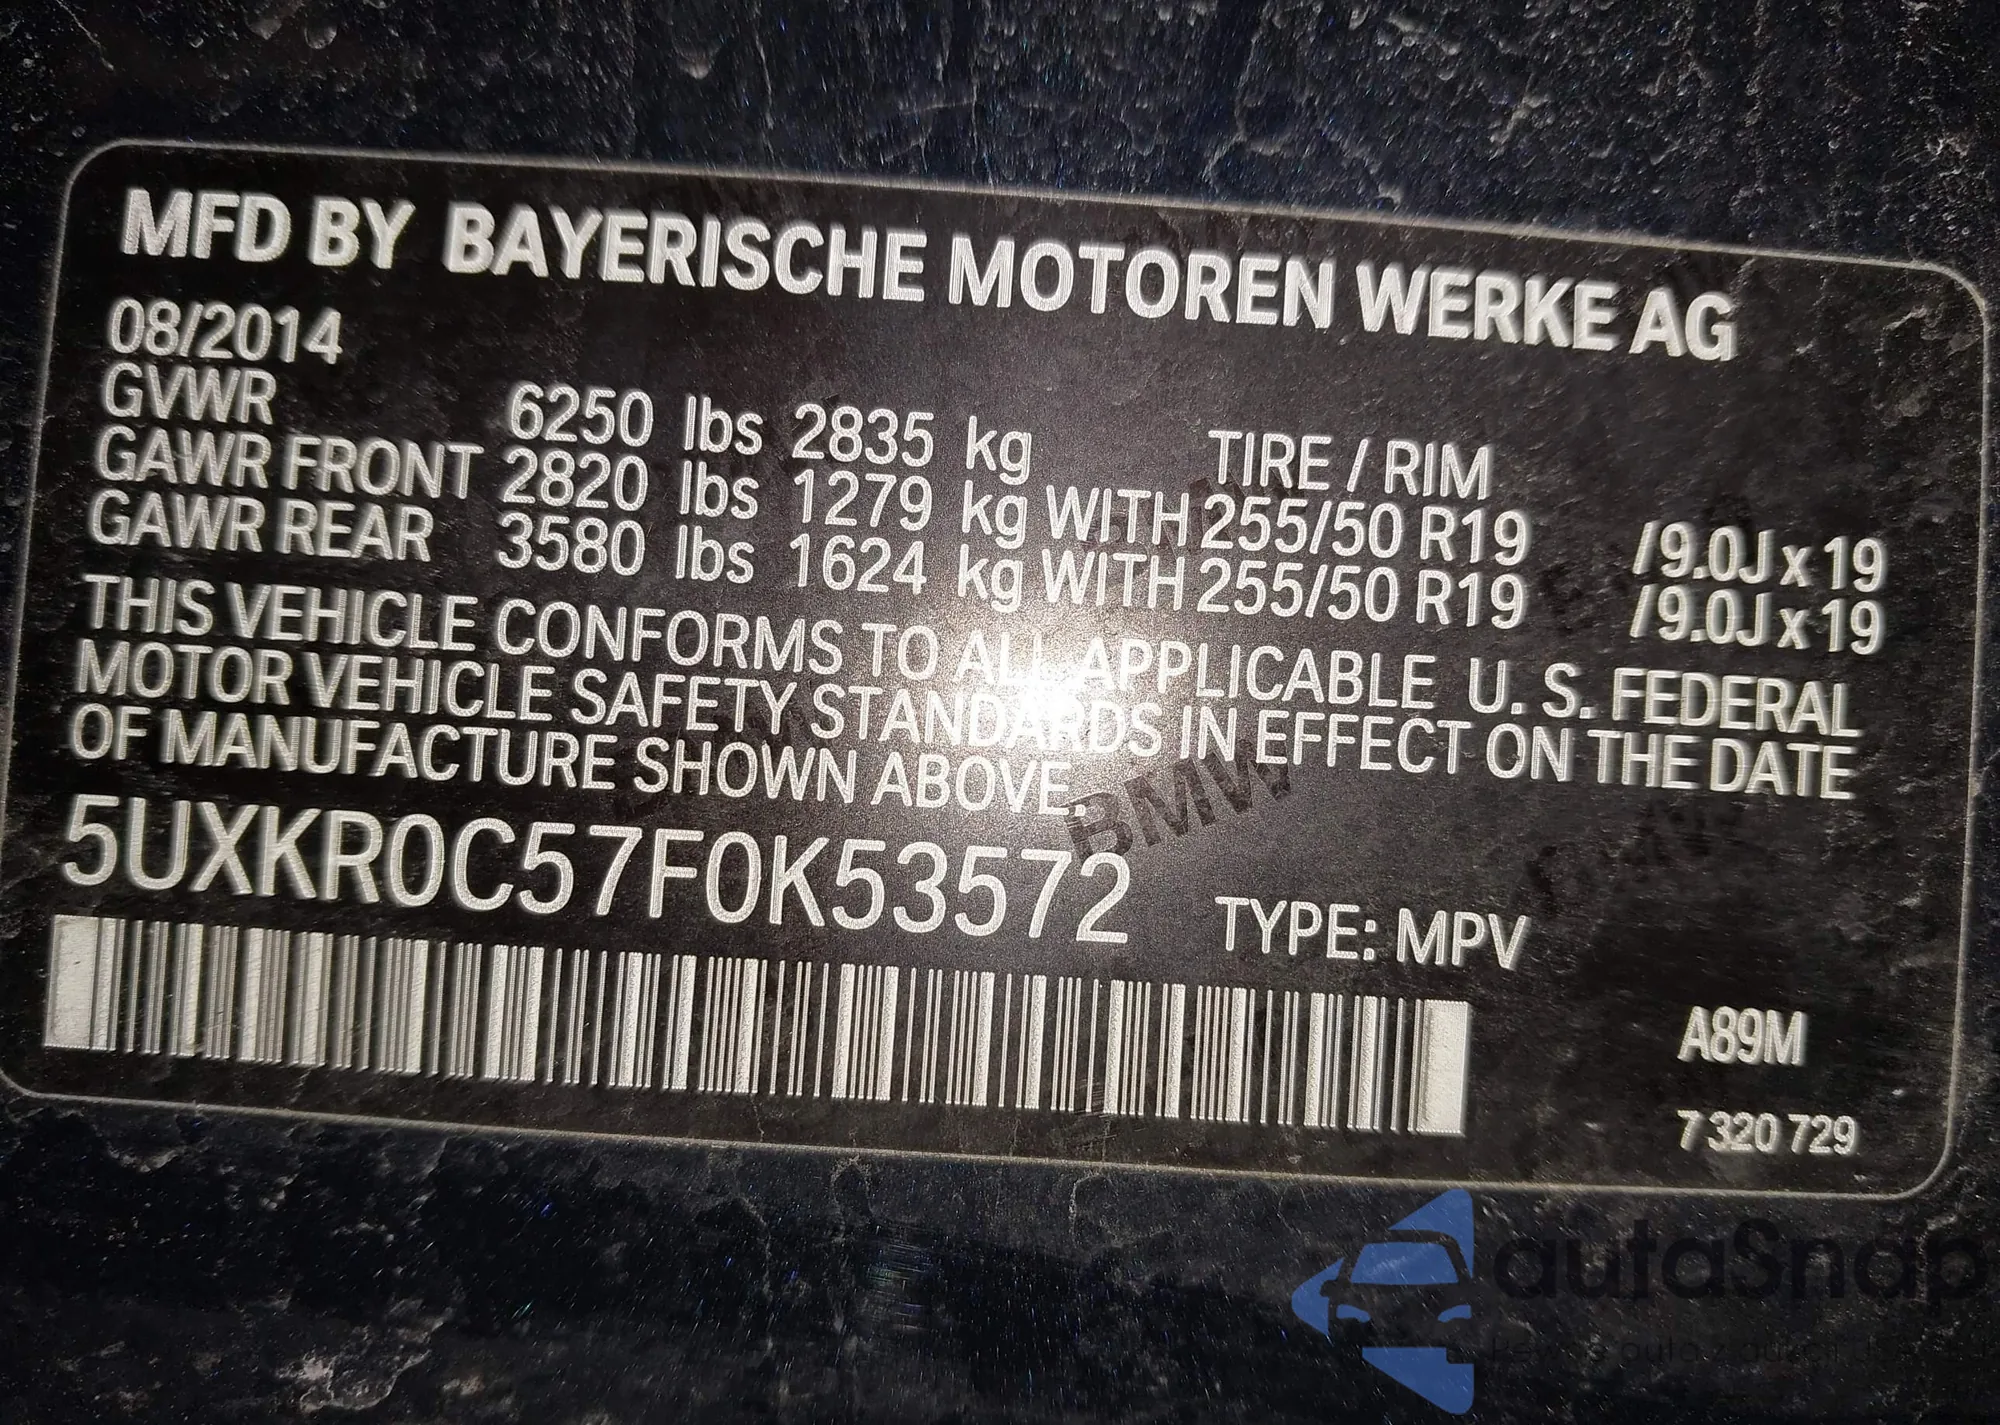 MFD BY BAYERISCHE MOTOREN WERKE AG
08/2014
GVWR 6250 lbs 2835 kg TIRE / RIM
GAWR FRONT 2820 lbs 1279 kg WITH 255/50 R19 /9.0J x 19
GAWR REAR 3580 lbs 1624 kg WITH 255/50 R19 /9.0J x 19
THIS VEHICLE CONFORMS TO ALL APPLICABLE U. S. FEDERAL
MOTOR VEHICLE SAFETY STANDARDS IN EFFECT ON THE DATE
OF MANUFACTURE SHOWN ABOVE.
BMW
5UXKR0C57F0K53572 TYPE: MPV
A89M
7 320 729
autaSnap